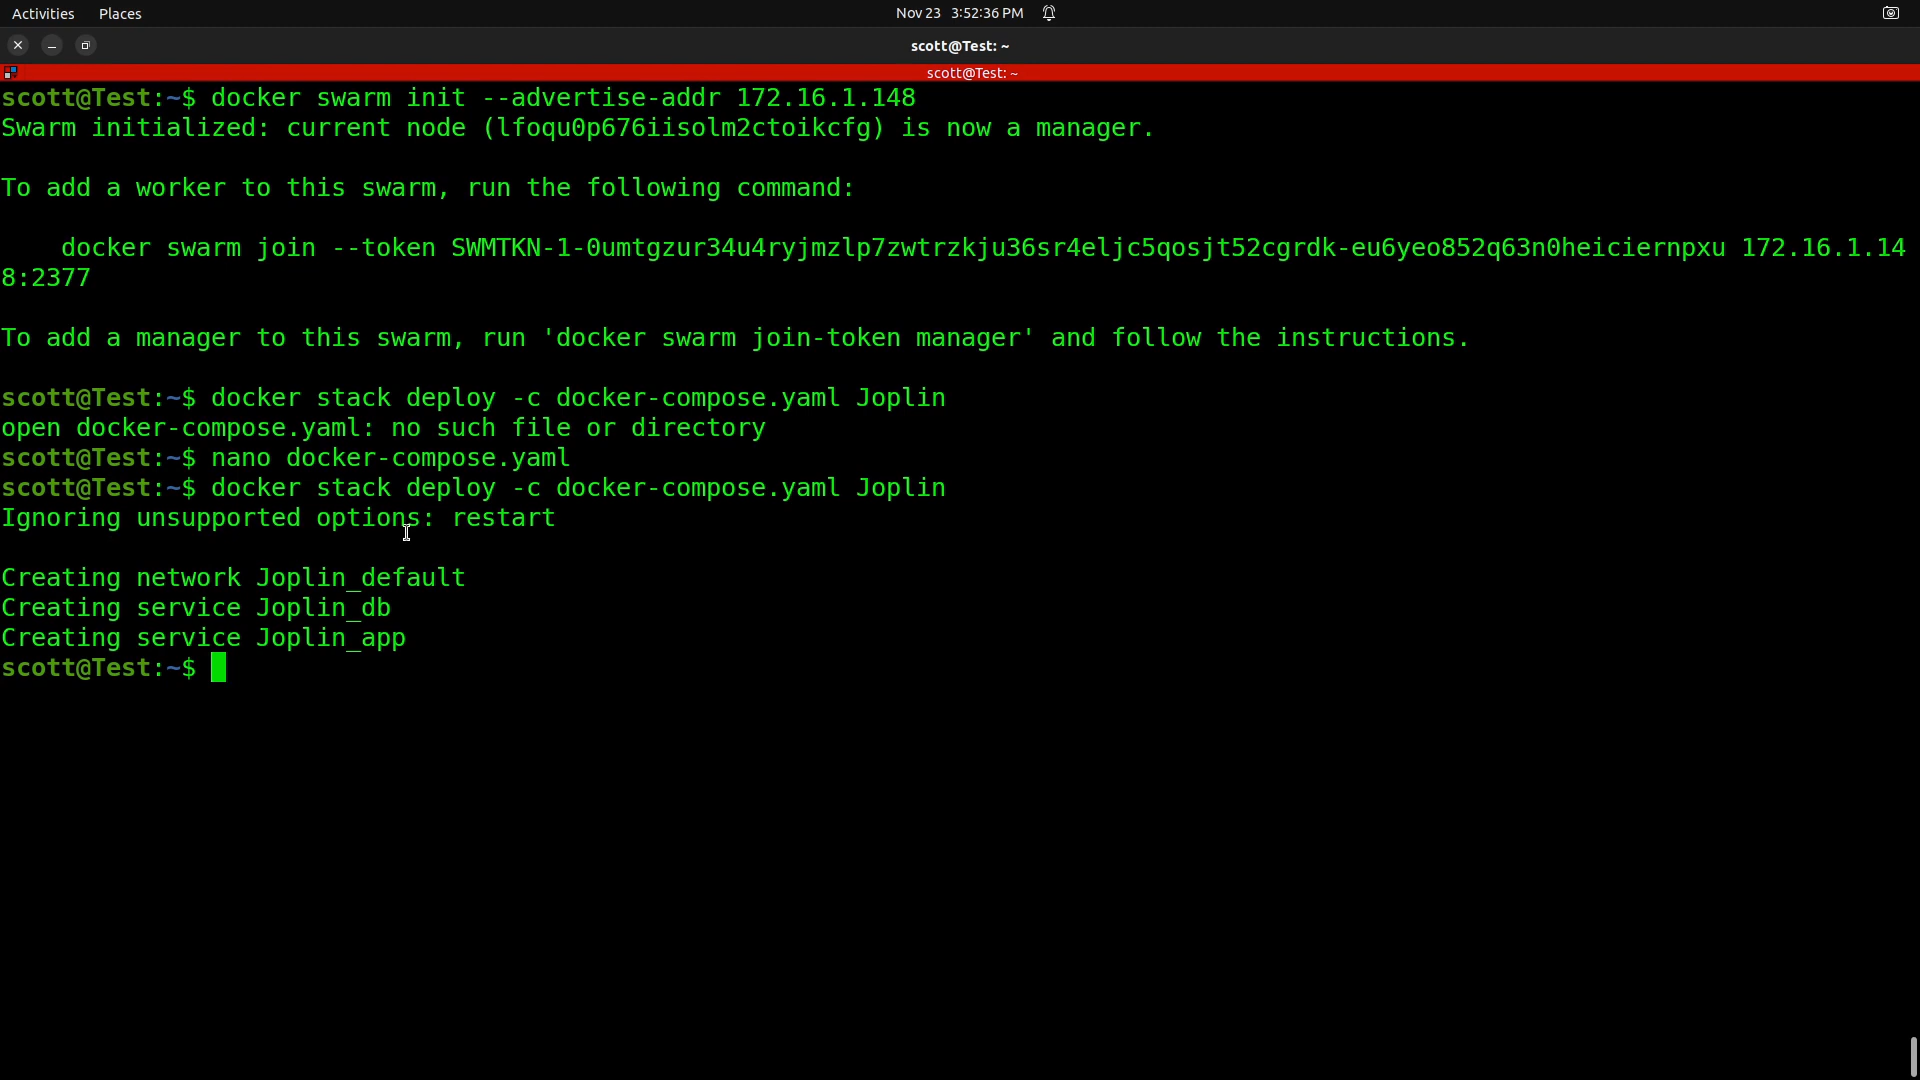 Activities Places Nov 23 3:52:36 PM
scott@Test: ~
scott@Test: ~
scott@Test:~$ docker swarm init --advertise-addr 172.16.1.148
Swarm initialized: current node (lfoqu0p676iisolm2ctoikcfg) is now a manager.
To add a worker to this swarm, run the following command:
docker swarm join --token SWMTKN-1-0umtgzur34u4ryjmzlp7zwtrzkju36sr4eljc5qosjt52cgrdk-eu6yeo852q63n0heiciernpxu 172.16.1.14
8:2377
To add a manager to this swarm, run 'docker swarm join-token manager' and follow the instructions.
scott@Test:~$ docker stack deploy -c docker-compose.yaml Joplin
open docker-compose.yaml: no such file or directory
scott@Test:~$ nano docker-compose.yaml
scott@Test:~$ docker stack deploy -c docker-compose.yaml Joplin
Ignoring unsupported options: restart
Creating network Joplin_default
Creating service Joplin_db
Creating service Joplin_app
scott@Test:~$